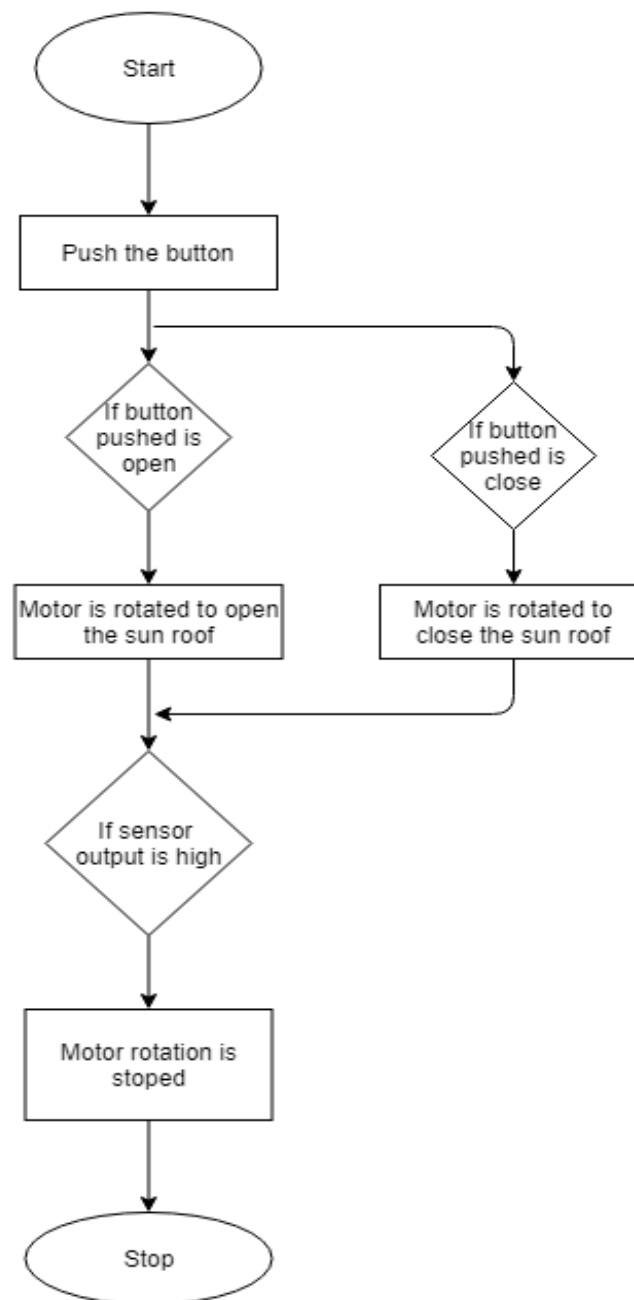 Start
Push the button
If button
pushed is
open
If button
pushed is
close
Motor is rotated to open
the sun roof
Motor is rotated to
close the sun roof
If sensor
output is high
Motor rotation is
stoped
Stop